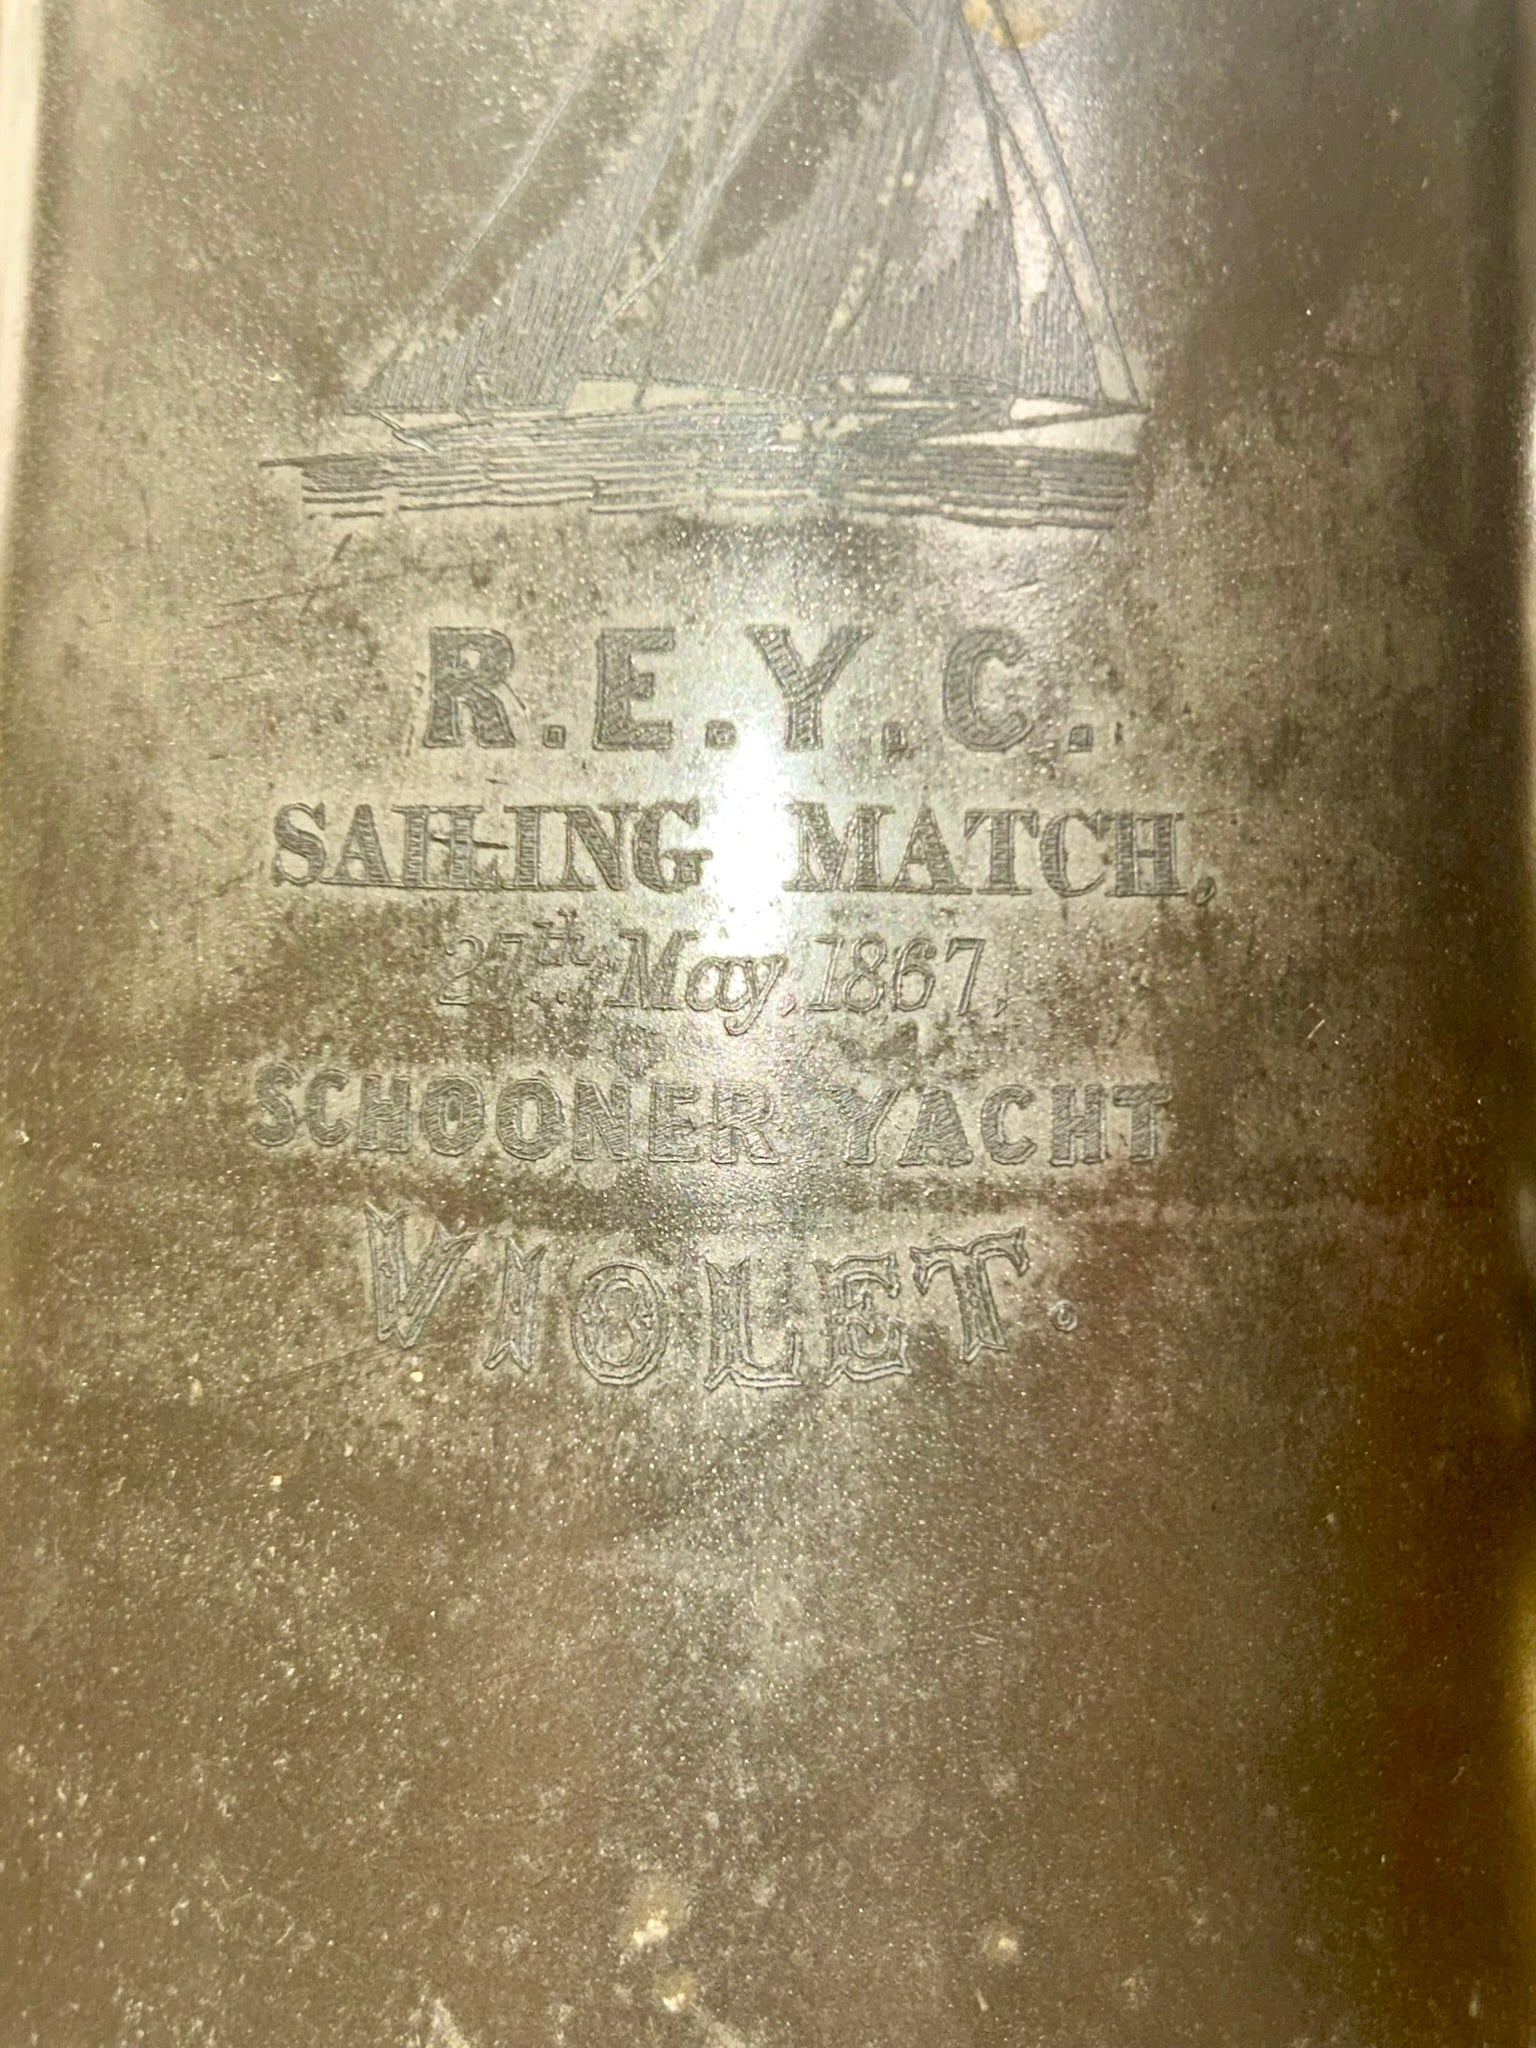 R.E.Y.C.
SAILING MATCH,
27th May, 1867,
SCHOONER YACHT
VIOLET.